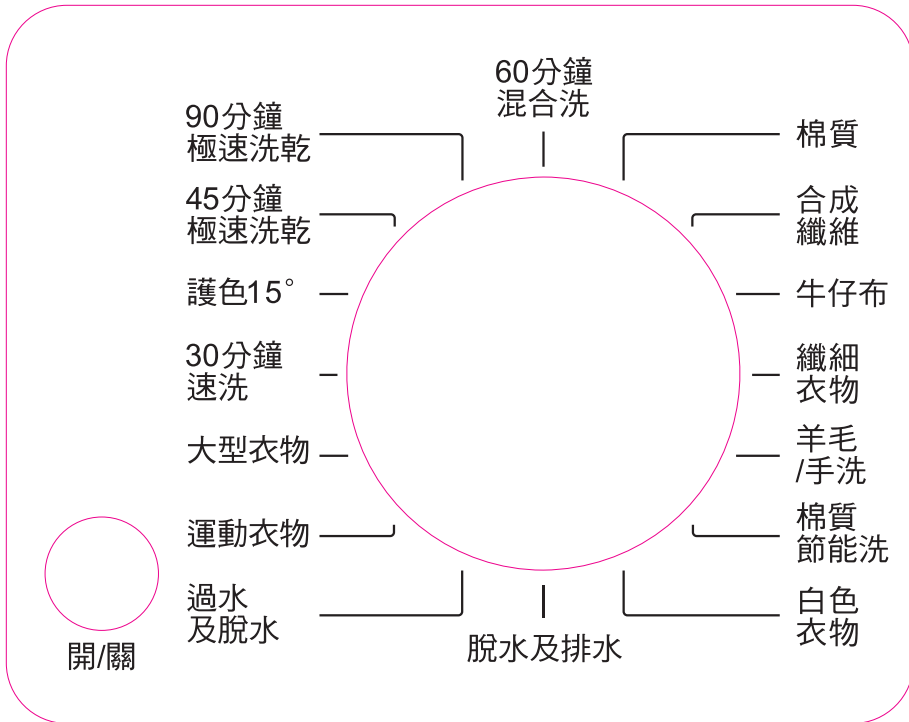 60分鐘
混合洗
90分鐘
極速洗乾
45分鐘
極速洗乾
護色15°
30分鐘
速洗
大型衣物
運動衣物
過水
及脫水
開/關
脫水及排水
棉質
合成
纖維
牛仔布
纖細
衣物
羊毛
/手洗
棉質
節能洗
白色
衣物